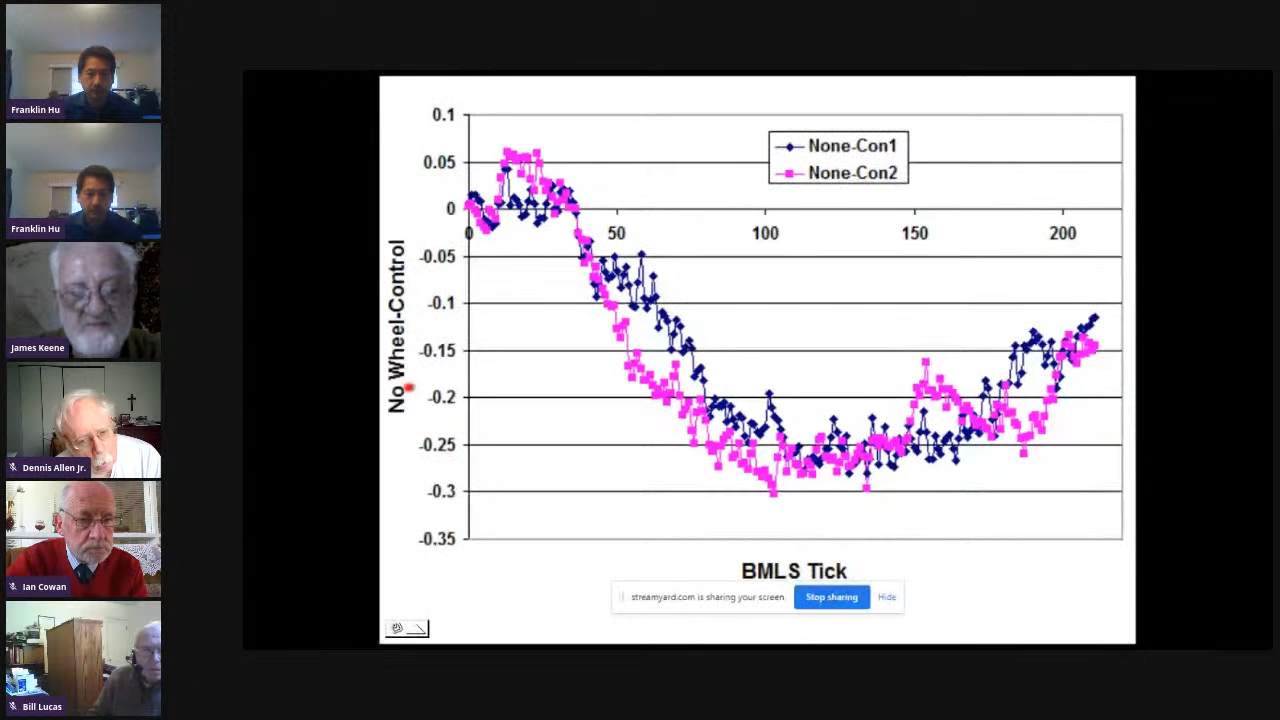 Franklin Hu
Franklin Hu
James Keene
Dennis Allen Jr.
Ian Cowan
Bill Lucas
0.1
0.05
0
-0.05
-0.1
-0.15
-0.2
-0.25
-0.3
-0.35
No Wheel-Control
None-Con1
None-Con2
0 50 100 150 200
BMLS Tick
streamyard.com is sharing your screen.
Stop sharing
Hide